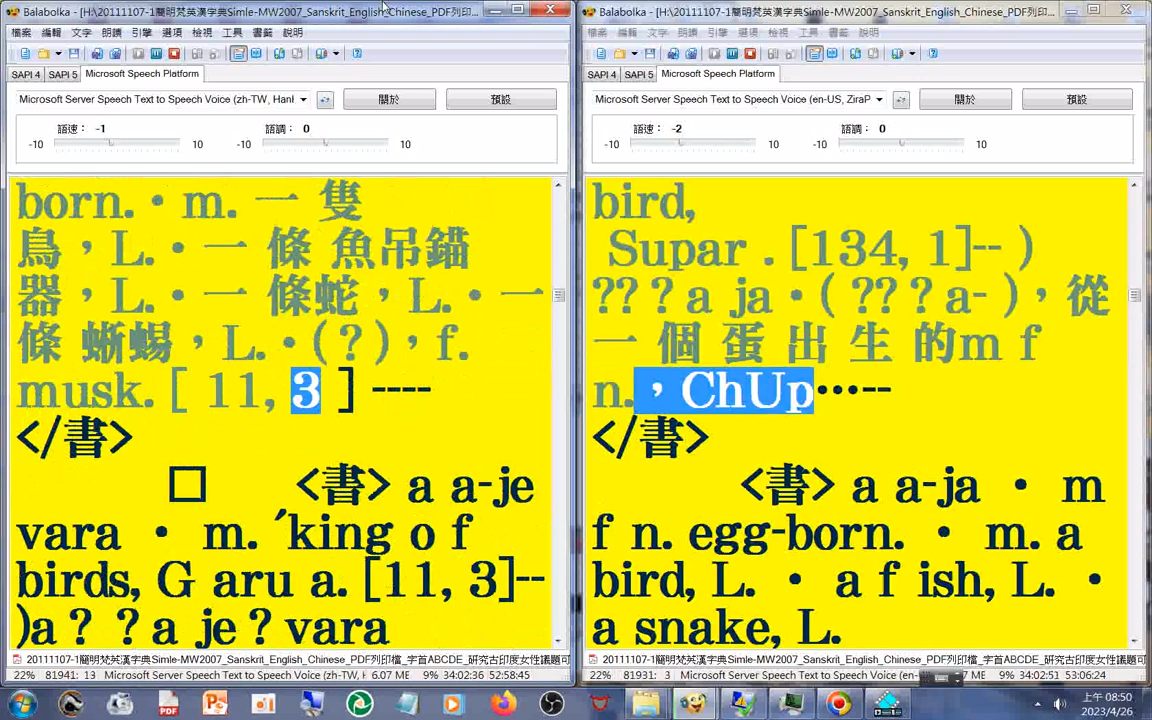 Balabolka - [H:\20111107-1簡明梵英漢字典Simle-MW2007_Sanskrit_English_Chinese_PDF列印...
檔案 編輯 文字 朗讀 引擎 選項 檢視 工具 書籤 說明
SAPI 4 SAPI 5 Microsoft Speech Platform
Microsoft Server Speech Text to Speech Voice (zh-TW, Hanl
關於
預設
語速： -1 語調： 0
-10 10 -10 10
born.·m. 一 隻
鳥，L.·一 條 魚吊錨
器，L.·一 條蛇，L.·一
條 蜥蜴，L.·(？)，f.
musk. [ 11, 3 ] ----
</書>
□ <書> a a-je
vara · m. ′king o f
birds, G aru a. [11, 3]--
)a？？a je？vara
20111107-1簡明梵英漢字典Simle-MW2007_Sanskrit_English_Chinese_PDF列印檔_字首ABCDE_研究古印度女性議題可
22% 81941: 13 Microsoft Server Speech Text to Speech Voice (zh-TW, H 6.07 ME 9% 34:02:36 52:58:45
Balabolka - [H:\20111107-1簡明梵英漢字典Simle-MW2007_Sanskrit_English_Chinese_PDF列印...
檔案 編輯 文字 朗讀 引擎 選項 檢視 工具 書籤 說明
SAPI 4 SAPI 5 Microsoft Speech Platform
Microsoft Server Speech Text to Speech Voice (en-US, ZiraP
關於
預設
語速： -2 語調： 0
-10 10 -10 10
bird,
Supar . [134, 1]-- )
??？a ja·( ??？a- )，從
一 個 蛋 出 生 的m f
n.，ChUp…--
</書>
<書> a a-ja · m
f n. egg-born. · m. a
bird, L. · a f ish, L. ·
a snake, L.
20111107-1簡明梵英漢字典Simle-MW2007_Sanskrit_English_Chinese_PDF列印檔_字首ABCDE_研究古印度女性議題可
22% 81931: 3 Microsoft Server Speech Text to Speech Voice (en-US, 7 ME 9% 34:02:51 53:06:24
上午 08:50
2023/4/26